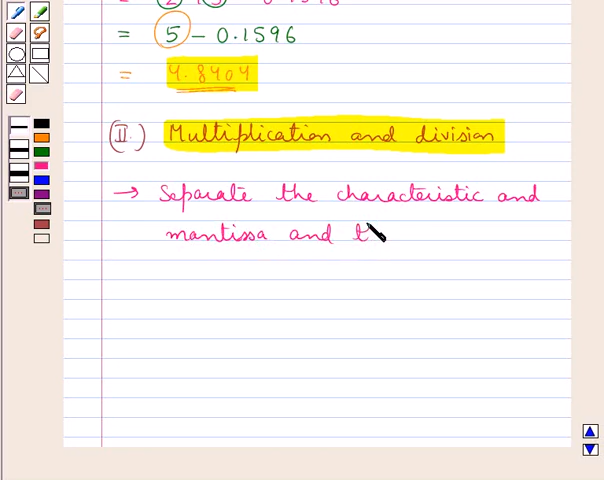 = 5 - 0.1596
= 4.8404
(II.) Multiplication and division
→ Separate the characteristic and
mantissa and t